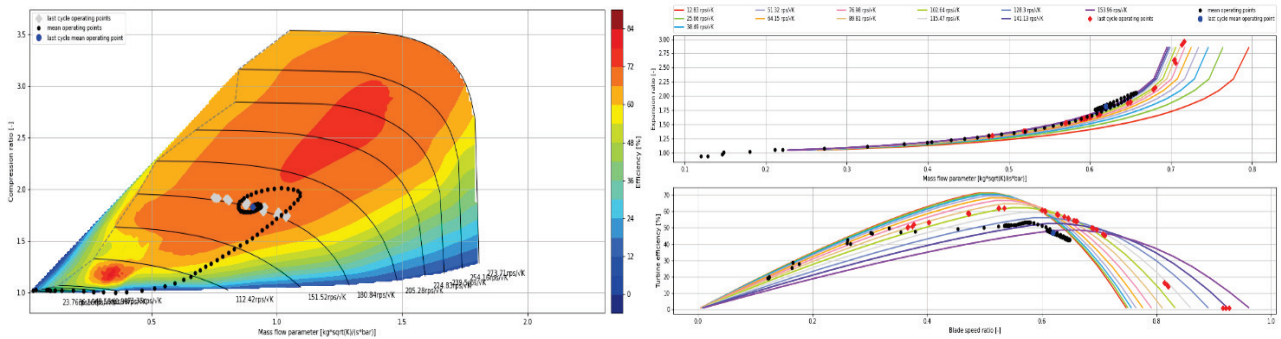 last cycle operating points
mean operating points
last cycle mean operating point
3.5
3.0
2.5
2.0
1.5
1.0
Compression ratio [-]
0.5
1.0
1.5
2.0
Mass flow parameter [kg*sqrt(K)/(s*bar)]
112.42rps/√K
151.52rps/√K
180.84rps/√K
205.28rps/√K
273.71rps/√K
84
72
60
48
36
24
12
0
Efficiency [%]
12.83 rps/√K
25.66 rps/√K
38.49 rps/√K
51.32 rps/√K
64.15 rps/√K
76.98 rps/√K
89.81 rps/√K
102.64 rps/√K
115.47 rps/√K
128.3 rps/√K
141.13 rps/√K
153.96 rps/√K
last cycle operating points
mean operating points
last cycle mean operating point
3.00
2.75
2.50
2.25
2.00
1.75
1.50
1.25
1.00
Expansion ratio [-]
0.1
0.2
0.3
0.4
0.5
0.6
0.7
0.8
Mass flow parameter [kg*sqrt(K)/(s*bar)]
70
60
50
40
30
20
10
0
Turbine efficiency [%]
0.0
0.2
0.4
0.6
0.8
1.0
Blade speed ratio [-]